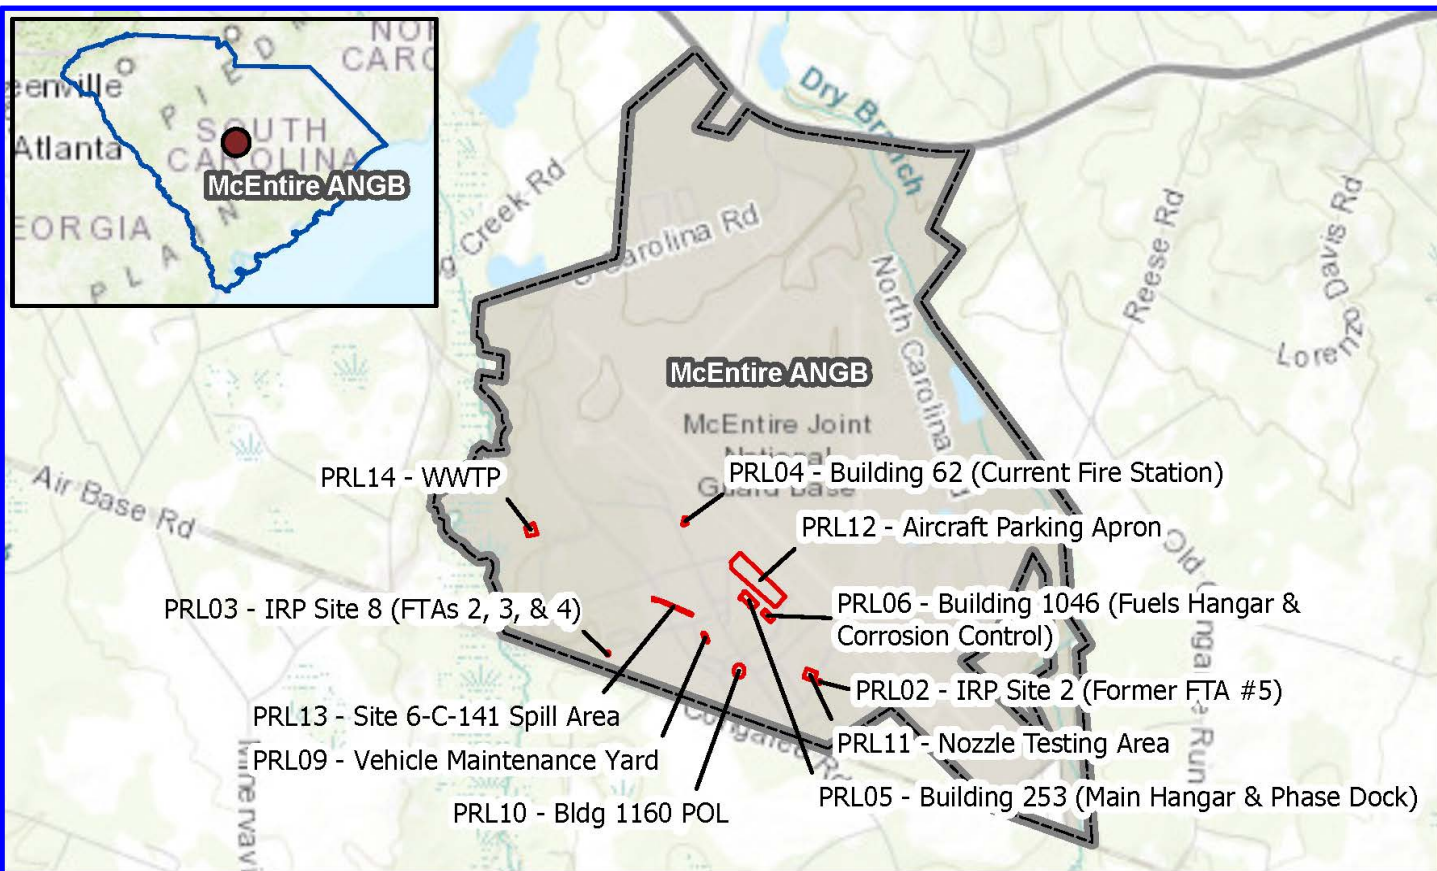 NOR
CARO
PIEDM
eenville
Atlanta
SOUTH
CAROLINA
McEntire ANGB
EORGIA
PLAIN
Dry Branch
g Creek Rd
Carolina Rd
North Carolina Rd
Reese Rd
Lorenzo Davis Rd
McEntire ANGB
McEntire Joint
National
Guard Base
PRL14 - WWTP
PRL04 - Building 62 (Current Fire Station)
Air Base Rd
PRL12 - Aircraft Parking Apron
PRL03 - IRP Site 8 (FTAs 2, 3, & 4)
PRL06 - Building 1046 (Fuels Hangar &
Corrosion Control)
PRL02 - IRP Site 2 (Former FTA #5)
PRL13 - Site 6-C-141 Spill Area
PRL11 - Nozzle Testing Area
PRL09 - Vehicle Maintenance Yard
PRL05 - Building 253 (Main Hangar & Phase Dock)
PRL10 - Bldg 1160 POL